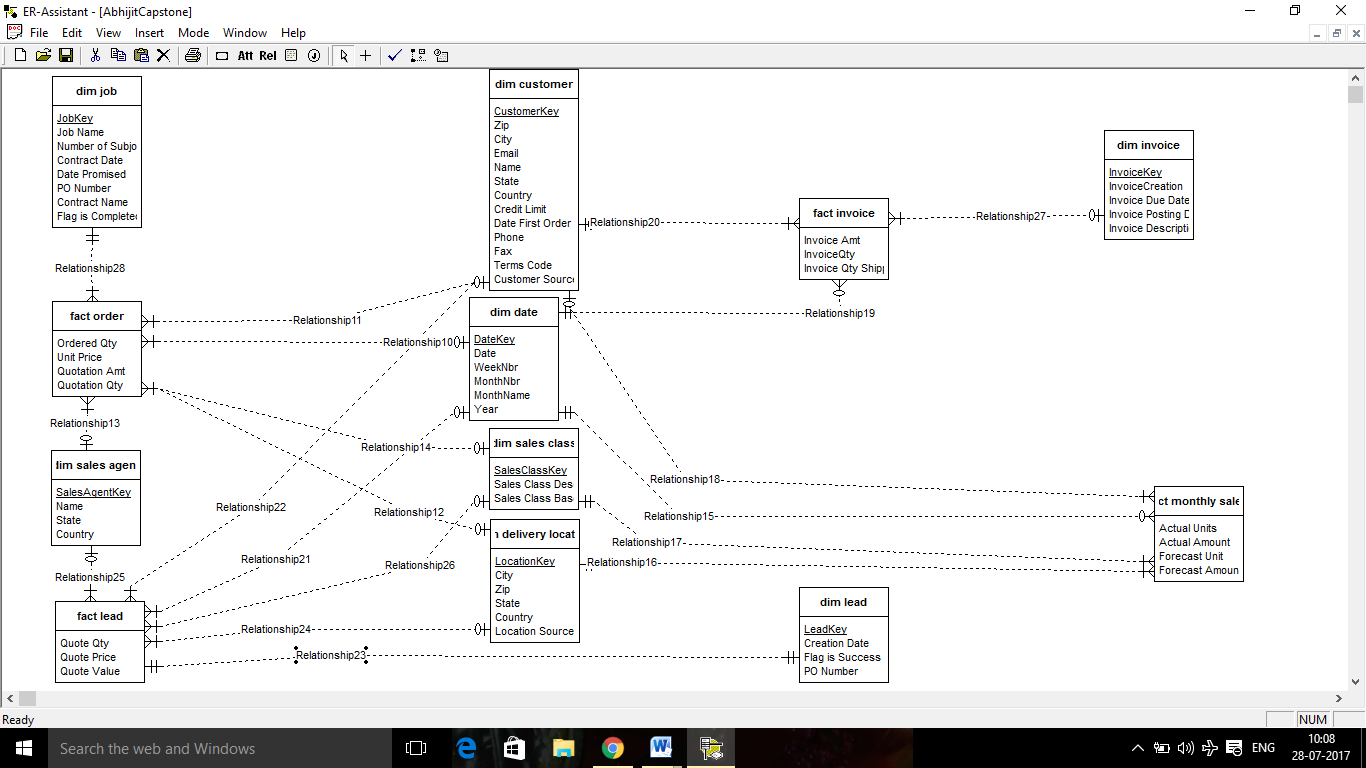 ER-Assistant - [AbhijitCapstone]
File Edit View Insert Mode Window Help
Att Rel J
dim job
JobKey
Job Name
Number of Subjo
Contract Date
Date Promised
PO Number
Contract Name
Flag is Complete
Relationship28
fact order
Ordered Qty
Unit Price
Quotation Amt
Quotation Qty
Relationship13
dim sales agen
SalesAgentKey
Name
State
Country
Relationship25
fact lead
Quote Qty
Quote Price
Quote Value
dim customer
CustomerKey
Zip
City
Email
Name
State
Country
Credit Limit
Date First Order
Phone
Fax
Terms Code
Customer Source
Relationship11
Relationship10
dim date
DateKey
Date
WeekNbr
MonthNbr
MonthName
Year
Relationship14
dim sales class
SalesClassKey
Sales Class Des
Sales Class Bas
Relationship22
Relationship12
Relationship21
Relationship26
n delivery locat
LocationKey
City
Zip
State
Country
Location Source
Relationship24
Relationship23
Relationship20
fact invoice
Invoice Amt
InvoiceQty
Invoice Qty Ship
Relationship19
Relationship27
dim invoice
InvoiceKey
InvoiceCreation
Invoice Due Date
Invoice Posting D
Invoice Descripti
Relationship18
Relationship15
Relationship17
Relationship16
ct monthly sale
Actual Units
Actual Amount
Forecast Unit
Forecast Amoun
dim lead
LeadKey
Creation Date
Flag is Success
PO Number
Ready
NUM
Search the web and Windows
ENG
10:08
28-07-2017